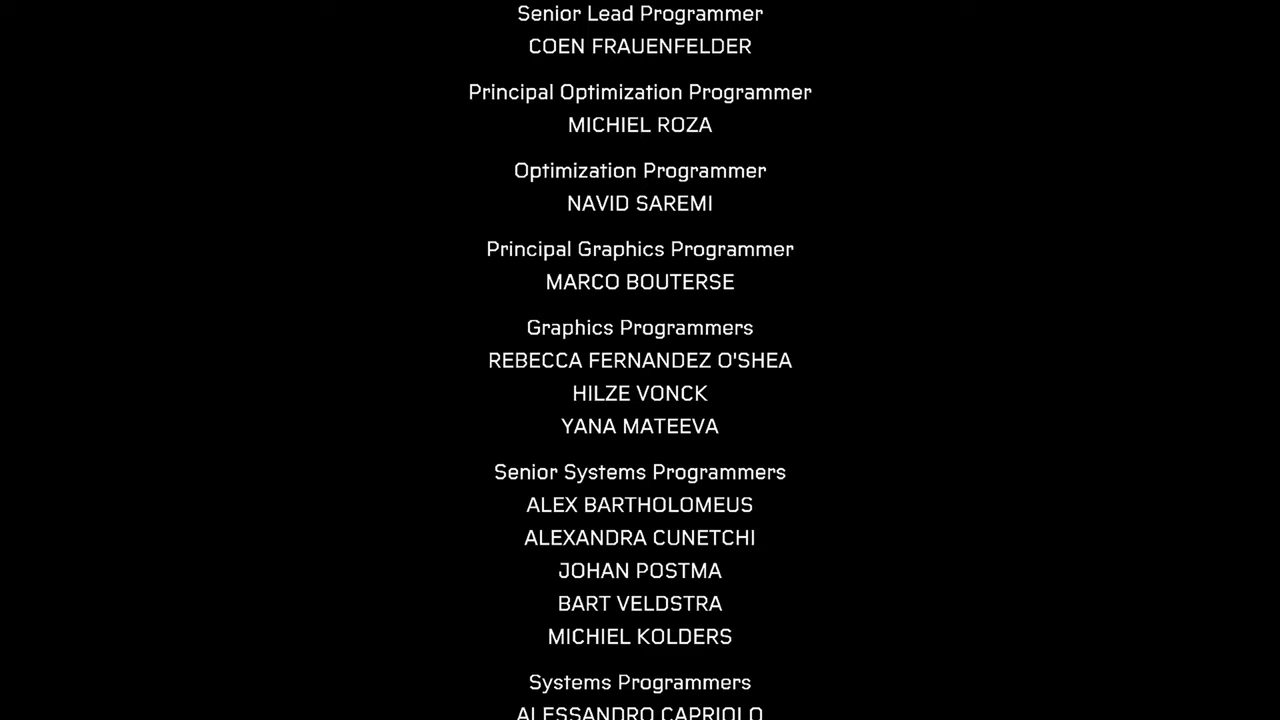 Senior Lead Programmer
COEN FRAUENFELDER
Principal Optimization Programmer
MICHIEL ROZA
Optimization Programmer
NAVID SAREMI
Principal Graphics Programmer
MARCO BOUTERSE
Graphics Programmers
REBECCA FERNANDEZ O'SHEA
HILZE VONCK
YANA MATEEVA
Senior Systems Programmers
ALEX BARTHOLOMEUS
ALEXANDRA CUNETCHI
JOHAN POSTMA
BART VELDSTRA
MICHIEL KOLDERS
Systems Programmers
ALESSANDRO CAPRIOLO